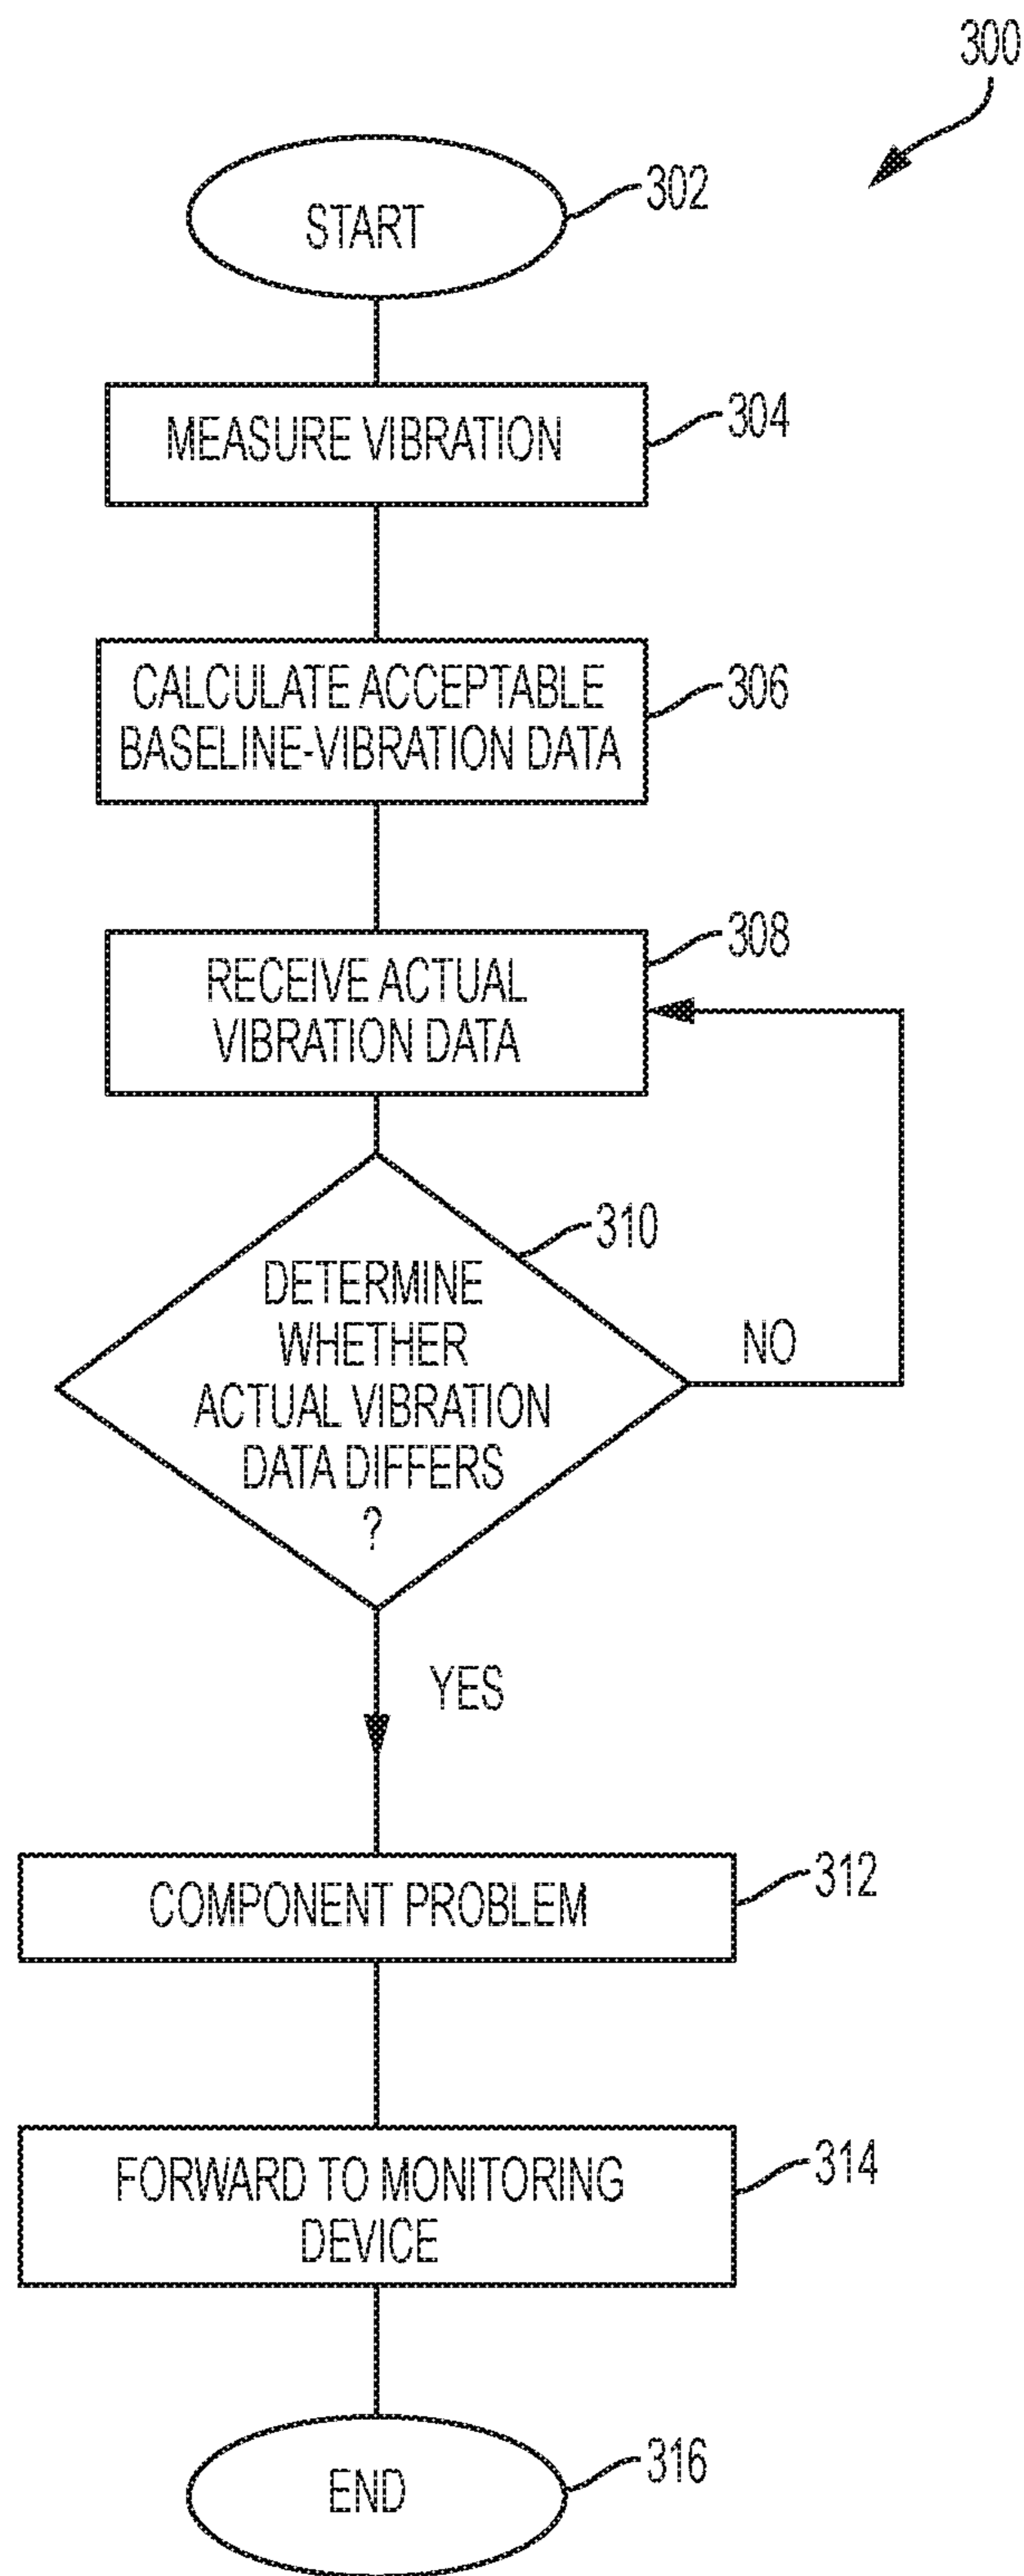 300
START
302
MEASURE VIBRATION
304
CALCULATE ACCEPTABLE
BASELINE-VIBRATION DATA
306
RECEIVE ACTUAL
VIBRATION DATA
308
DETERMINE
WHETHER
ACTUAL VIBRATION
DATA DIFFERS
?
310
NO
YES
COMPONENT PROBLEM
312
FORWARD TO MONITORING
DEVICE
314
END
316